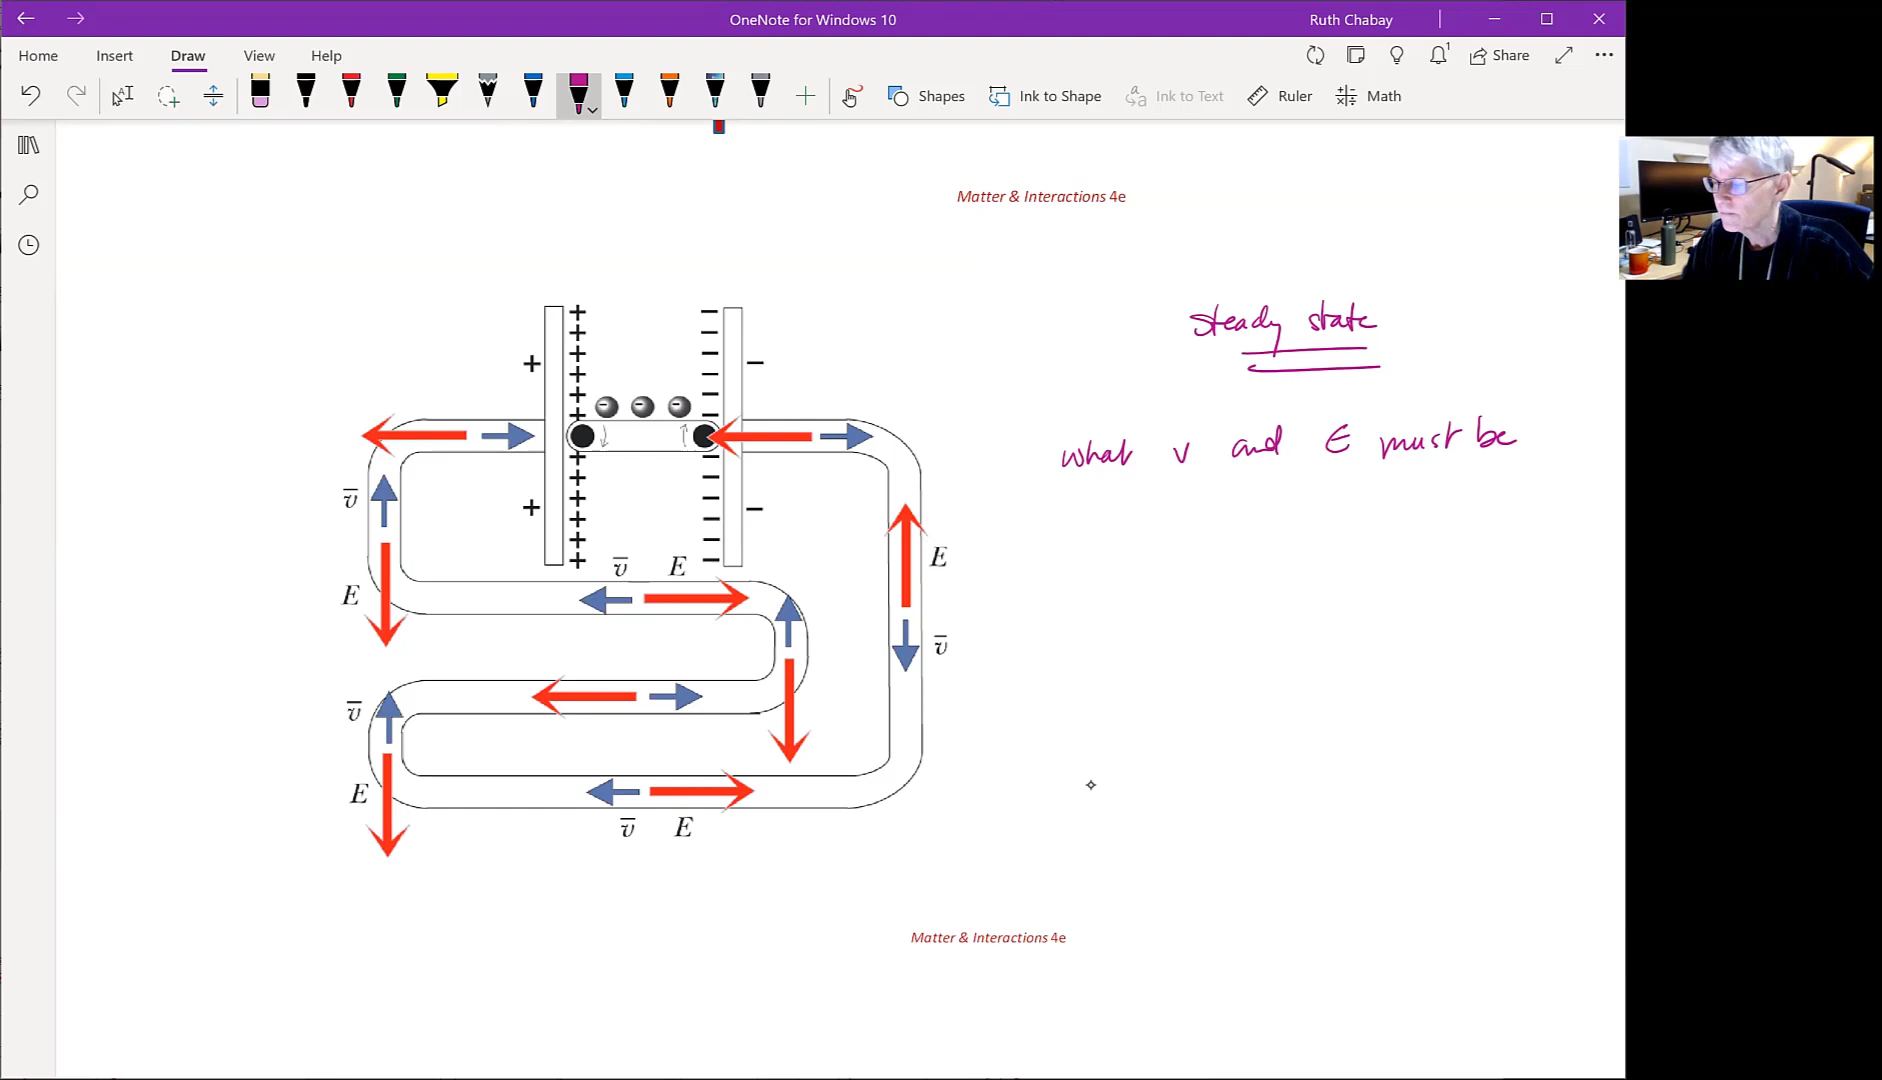 OneNote for Windows 10
Ruth Chabay
Home Insert Draw View Help
1 Share
Shapes Ink to Shape Ink to Text Ruler Math
Matter & Interactions 4e
steady state
what v and E must be
+ + + + + + + + + + +
− − − − − − − − − − −
+ −
- - -
v̅
+ −
E
v̅ E
E
v̅
v̅
E
v̅ E
Matter & Interactions 4e